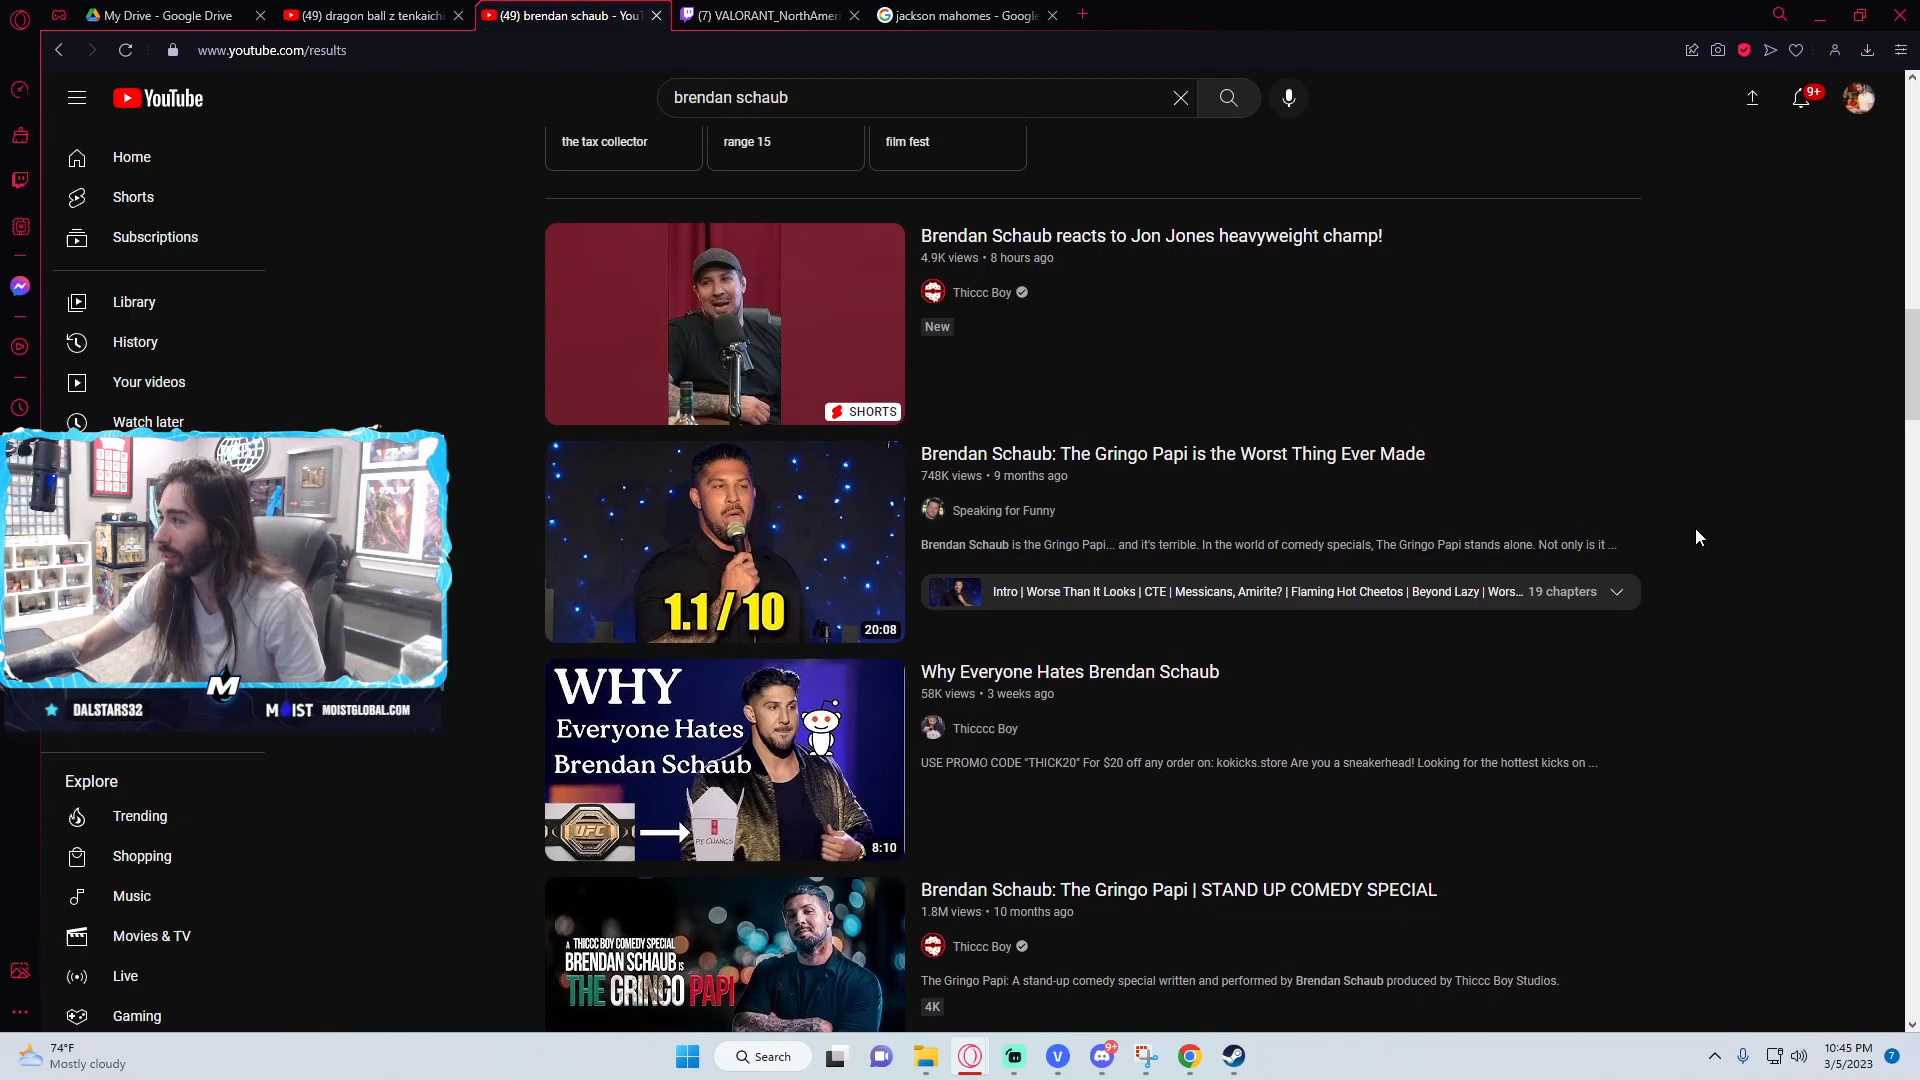 My Drive - Google Drive
(49) dragon ball z tenkaichi
(49) brendan schaub - YouT
(7) VALORANT_NorthAmeri
jackson mahomes - Google
www.youtube.com/results
YouTube
brendan schaub
9+
the tax collector
range 15
film fest
Home
Shorts
Subscriptions
Library
History
Your videos
Watch later
Brendan Schaub reacts to Jon Jones heavyweight champ!
4.9K views • 8 hours ago
Thiccc Boy
New
SHORTS
Brendan Schaub: The Gringo Papi is the Worst Thing Ever Made
748K views • 9 months ago
Speaking for Funny
Brendan Schaub is the Gringo Papi... and it's terrible. In the world of comedy specials, The Gringo Papi stands alone. Not only is it ...
Intro | Worse Than It Looks | CTE | Messicans, Amirite? | Flaming Hot Cheetos | Beyond Lazy | Wors... 19 chapters
1.1 / 10
20:08
M
DALSTARS32
MOIST MOISTGLOBAL.COM
Why Everyone Hates Brendan Schaub
58K views • 3 weeks ago
Thicccc Boy
USE PROMO CODE "THICK20" For $20 off any order on: kokicks.store Are you a sneakerhead! Looking for the hottest kicks on ...
WHY
Everyone Hates
Brendan Schaub
UFC
PF CHANGS
8:10
Explore
Trending
Shopping
Music
Movies & TV
Live
Gaming
Brendan Schaub: The Gringo Papi | STAND UP COMEDY SPECIAL
1.8M views • 10 months ago
Thiccc Boy
The Gringo Papi: A stand-up comedy special written and performed by Brendan Schaub produced by Thiccc Boy Studios.
4K
A THICCC BOY COMEDY SPECIAL
BRENDAN SCHAUB IS
THE GRINGO PAPI
74°F
Mostly cloudy
Search
9+
10:45 PM
3/5/2023
7